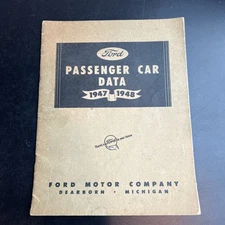 Ford
PASSENGER CAR
DATA
1947 1948
FORD MOTOR COMPANY
DEARBORN • MICHIGAN